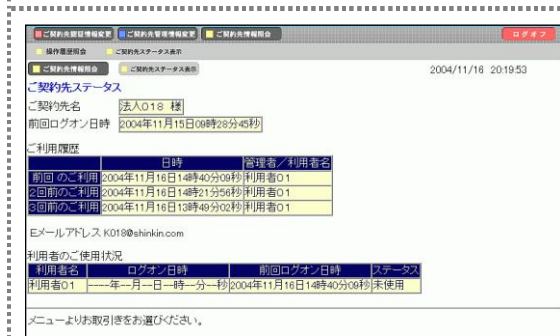 ご契約先登録情報変更 ご契約先管理情報変更 ご契約先情報照会 ログオフ
操作履歴照会 ご契約先ステータス表示
ご契約先情報照会 ご契約先ステータス表示 2004/11/16 20:19:53
ご契約先ステータス
ご契約先名 法人018 様
前回ログオン日時 2004年11月15日09時28分45秒
ご利用履歴
日時 管理者／利用者名
前回 のご利用 2004年11月16日14時40分09秒 利用者01
2回前のご利用 2004年11月16日14時21分56秒 利用者01
3回前のご利用 2004年11月16日13時49分02秒 利用者01
Eメールアドレス K018@shinkin.com
利用者のご使用状況
利用者名 ログオン日時 前回ログオン日時 ステータス
利用者01 ----年--月--日--時--分--秒 2004年11月16日14時40分09秒 未使用
メニューよりお取引きをお選びください。